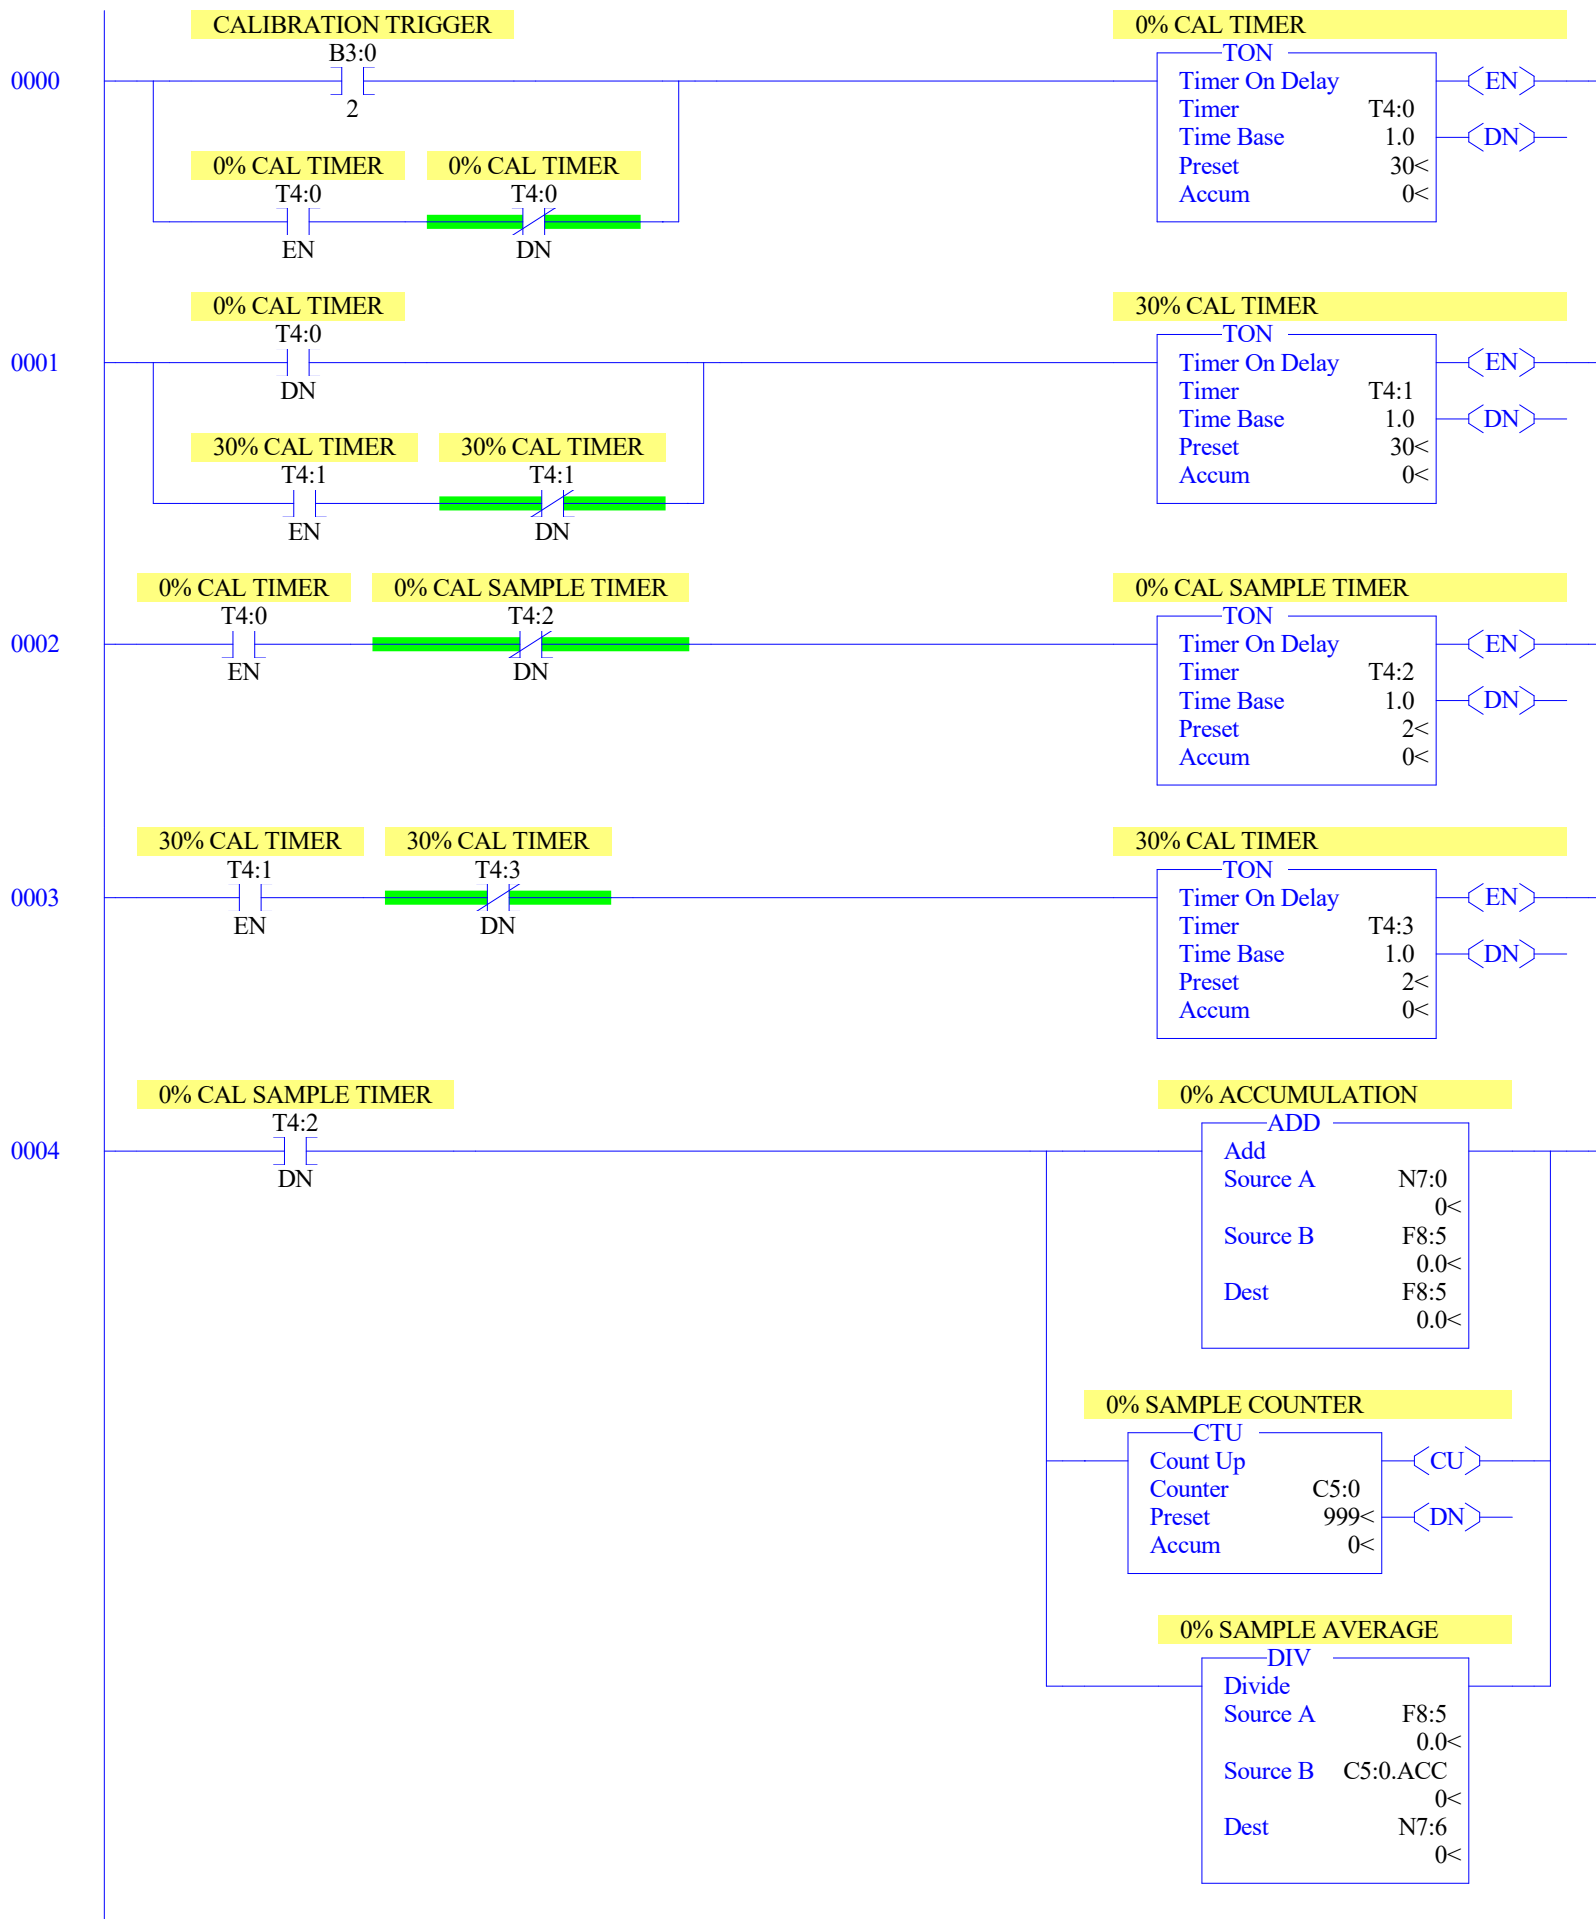 CALIBRATION TRIGGER
0% CAL TIMER
B3:0
TON
0000
Timer On Delay
EN
2
Timer T4:0
Time Base 1.0
DN
0% CAL TIMER 0% CAL TIMER
Preset 30<
T4:0 T4:0
Accum 0<
EN DN
0% CAL TIMER
30% CAL TIMER
T4:0
TON
0001
Timer On Delay
EN
DN
Timer T4:1
Time Base 1.0
DN
30% CAL TIMER 30% CAL TIMER
Preset 30<
T4:1 T4:1
Accum 0<
EN DN
0% CAL TIMER 0% CAL SAMPLE TIMER
0% CAL SAMPLE TIMER
T4:0 T4:2
TON
0002
Timer On Delay
EN
EN DN
Timer T4:2
Time Base 1.0
DN
Preset 2<
Accum 0<
30% CAL TIMER 30% CAL TIMER
30% CAL TIMER
T4:1 T4:3
TON
0003
Timer On Delay
EN
EN DN
Timer T4:3
Time Base 1.0
DN
Preset 2<
Accum 0<
0% CAL SAMPLE TIMER
0% ACCUMULATION
T4:2
ADD
0004
Add
DN
Source A N7:0
0<
Source B F8:5
0.0<
Dest F8:5
0.0<
0% SAMPLE COUNTER
CTU
Count Up
CU
Counter C5:0
Preset 999<
DN
Accum 0<
0% SAMPLE AVERAGE
DIV
Divide
Source A F8:5
0.0<
Source B C5:0.ACC
0<
Dest N7:6
0<